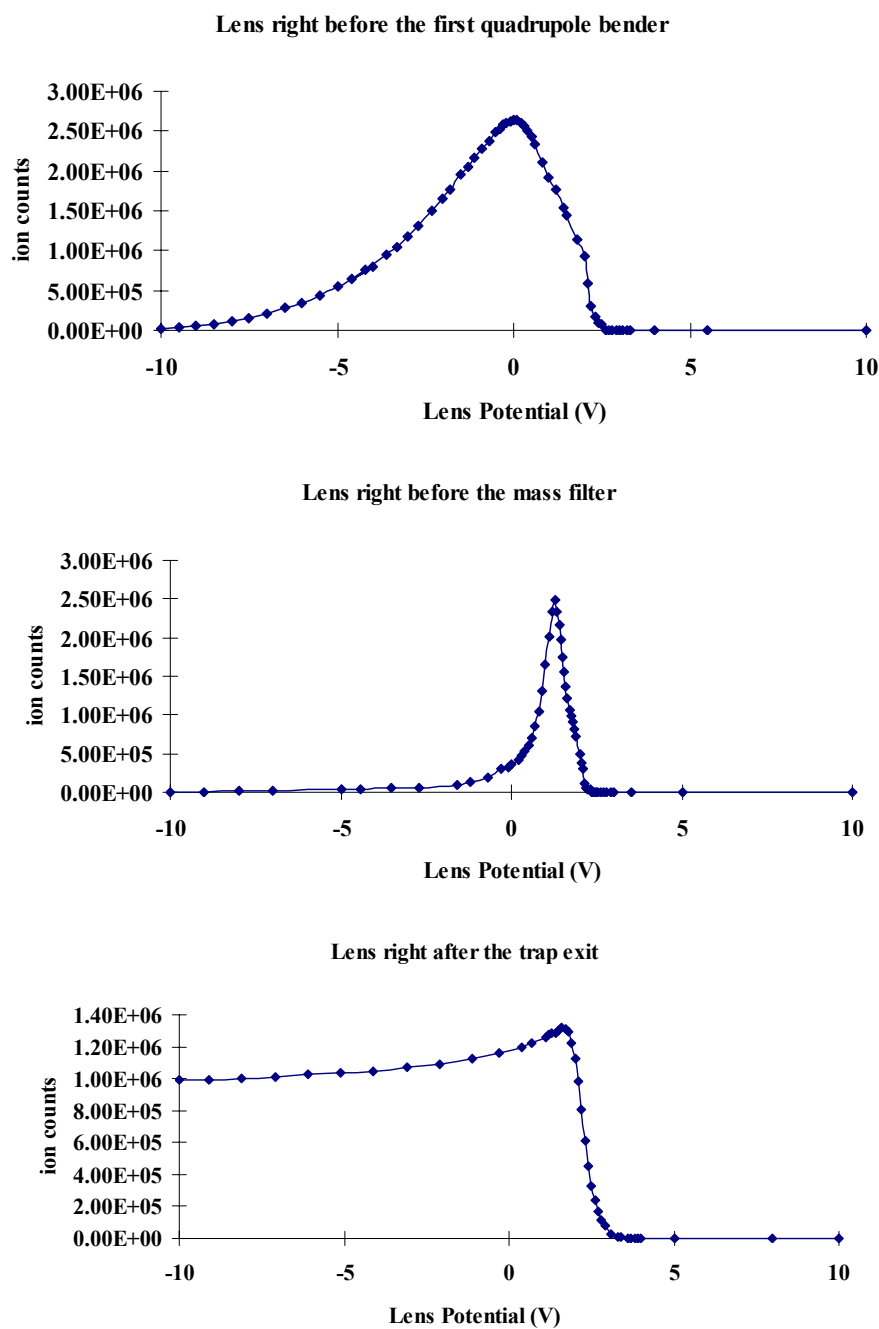 Lens right before the first quadrupole bender
3.00E+06
2.50E+06
2.00E+06
1.50E+06
1.00E+06
5.00E+05
0.00E+00
ion counts
-10 -5 0 5 10
Lens Potential (V)
Lens right before the mass filter
3.00E+06
2.50E+06
2.00E+06
1.50E+06
1.00E+06
5.00E+05
0.00E+00
ion counts
-10 -5 0 5 10
Lens Potential (V)
Lens right after the trap exit
1.40E+06
1.20E+06
1.00E+06
8.00E+05
6.00E+05
4.00E+05
2.00E+05
0.00E+00
ion counts
-10 -5 0 5 10
Lens Potential (V)